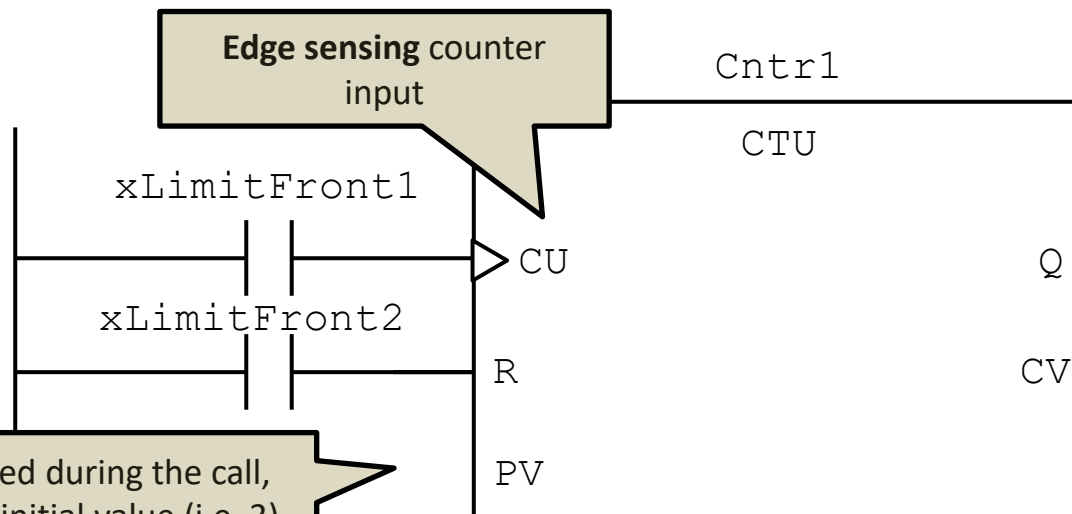 Edge sensing counter
input
Cntr1
CTU
xLimitFront1
CU
Q
xLimitFront2
R
CV
PV
ed during the call,
initial value (i.e. 3)